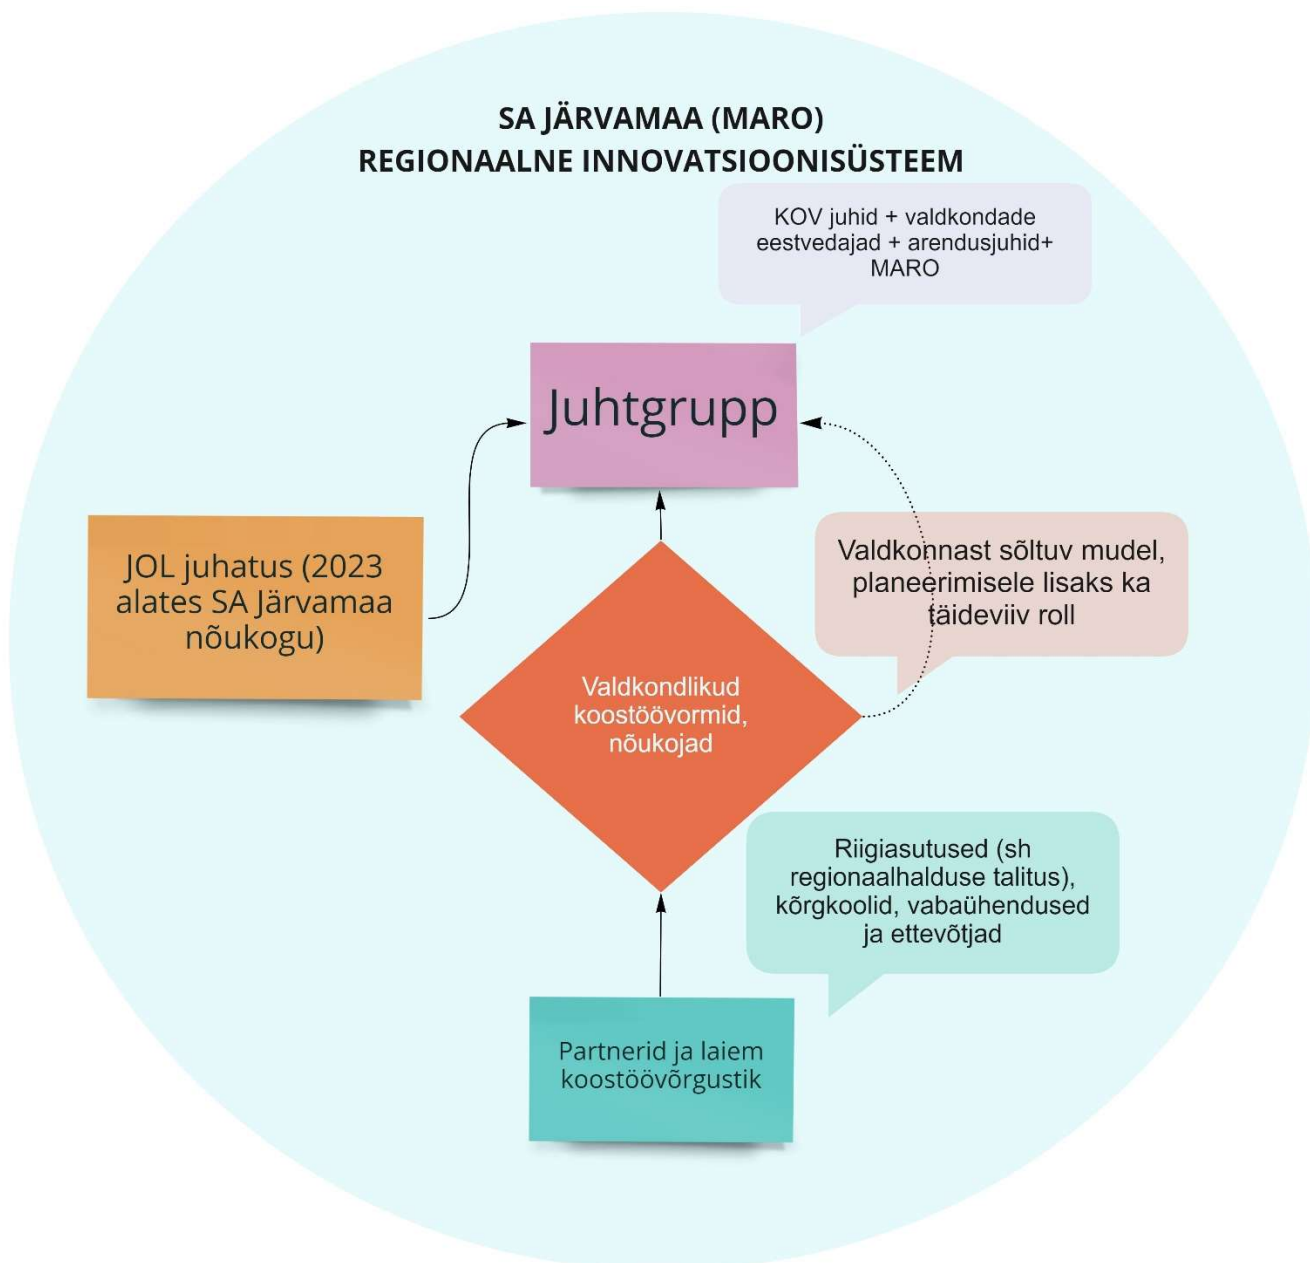 SA JÄRVAMAA (MARO)
REGIONAALNE INNOVATSIOONISÜSTEEM
KOV juhid + valdkondade
eestvedajad + arendusjuhid+
MARO
Juhtgrupp
JOL juhatus (2023
alates SA Järvamaa
nõukogu)
Valdkonnast sõltuv mudel,
planeerimisele lisaks ka
täideviiv roll
Valdkondlikud
koostöövormid,
nõukojad
Riigiasutused (sh
regionaalhalduse talitus),
kõrgkoolid, vabaühendused
ja ettevõtjad
Partnerid ja laiem
koostöövõrgustik